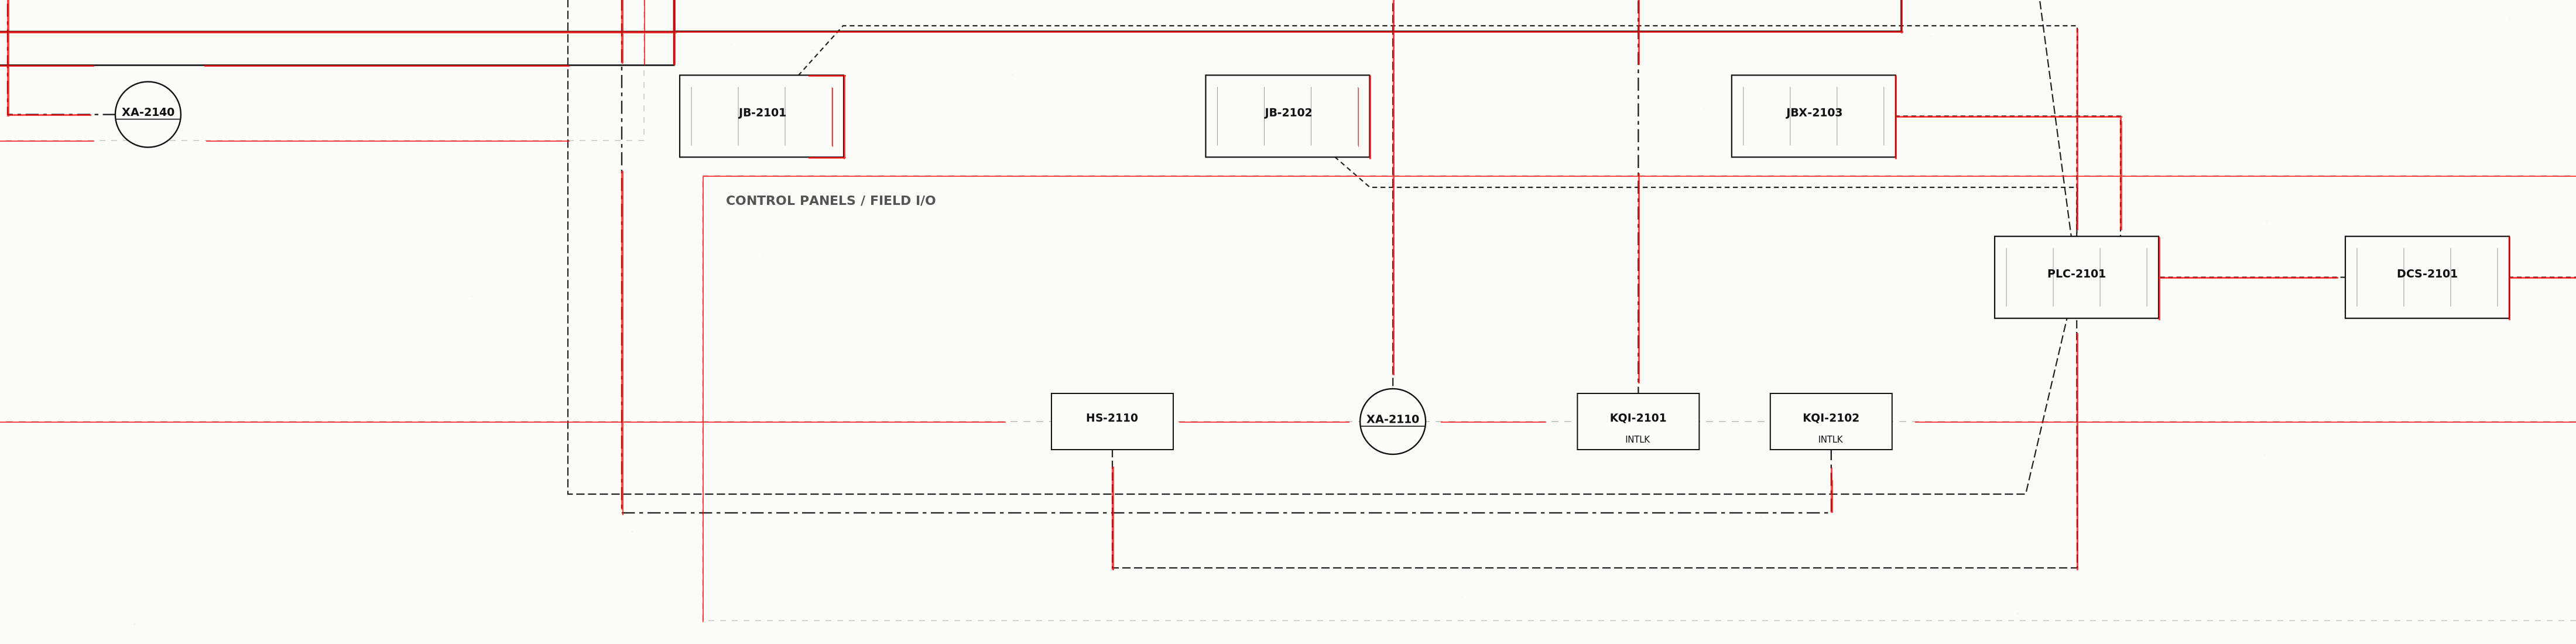 XA-2140
JB-2101
JB-2102
JBX-2103
CONTROL PANELS / FIELD I/O
PLC-2101
DCS-2101
HS-2110
XA-2110
KQI-2101
INTLK
KQI-2102
INTLK